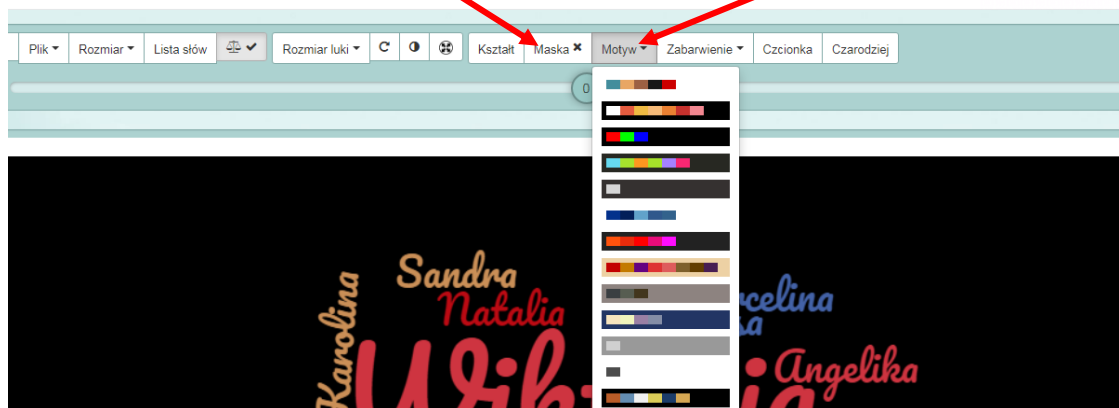 Plik Rozmiar Lista słów Rozmiar luki Kształt Maska Motyw Zabarwienie Czcionka Czarodziej
0
Sandra
Karolina
Natalia
Angelika